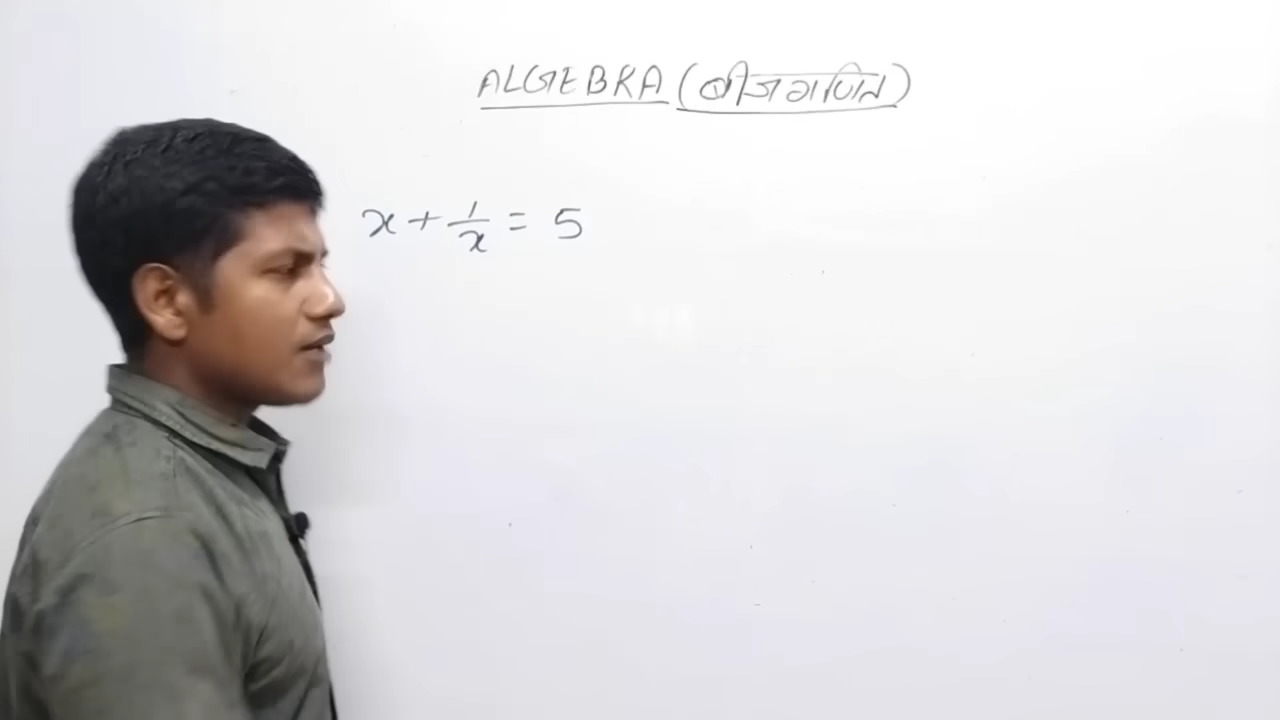 ALGEBRA (बीजगणित)
x + 1/x = 5